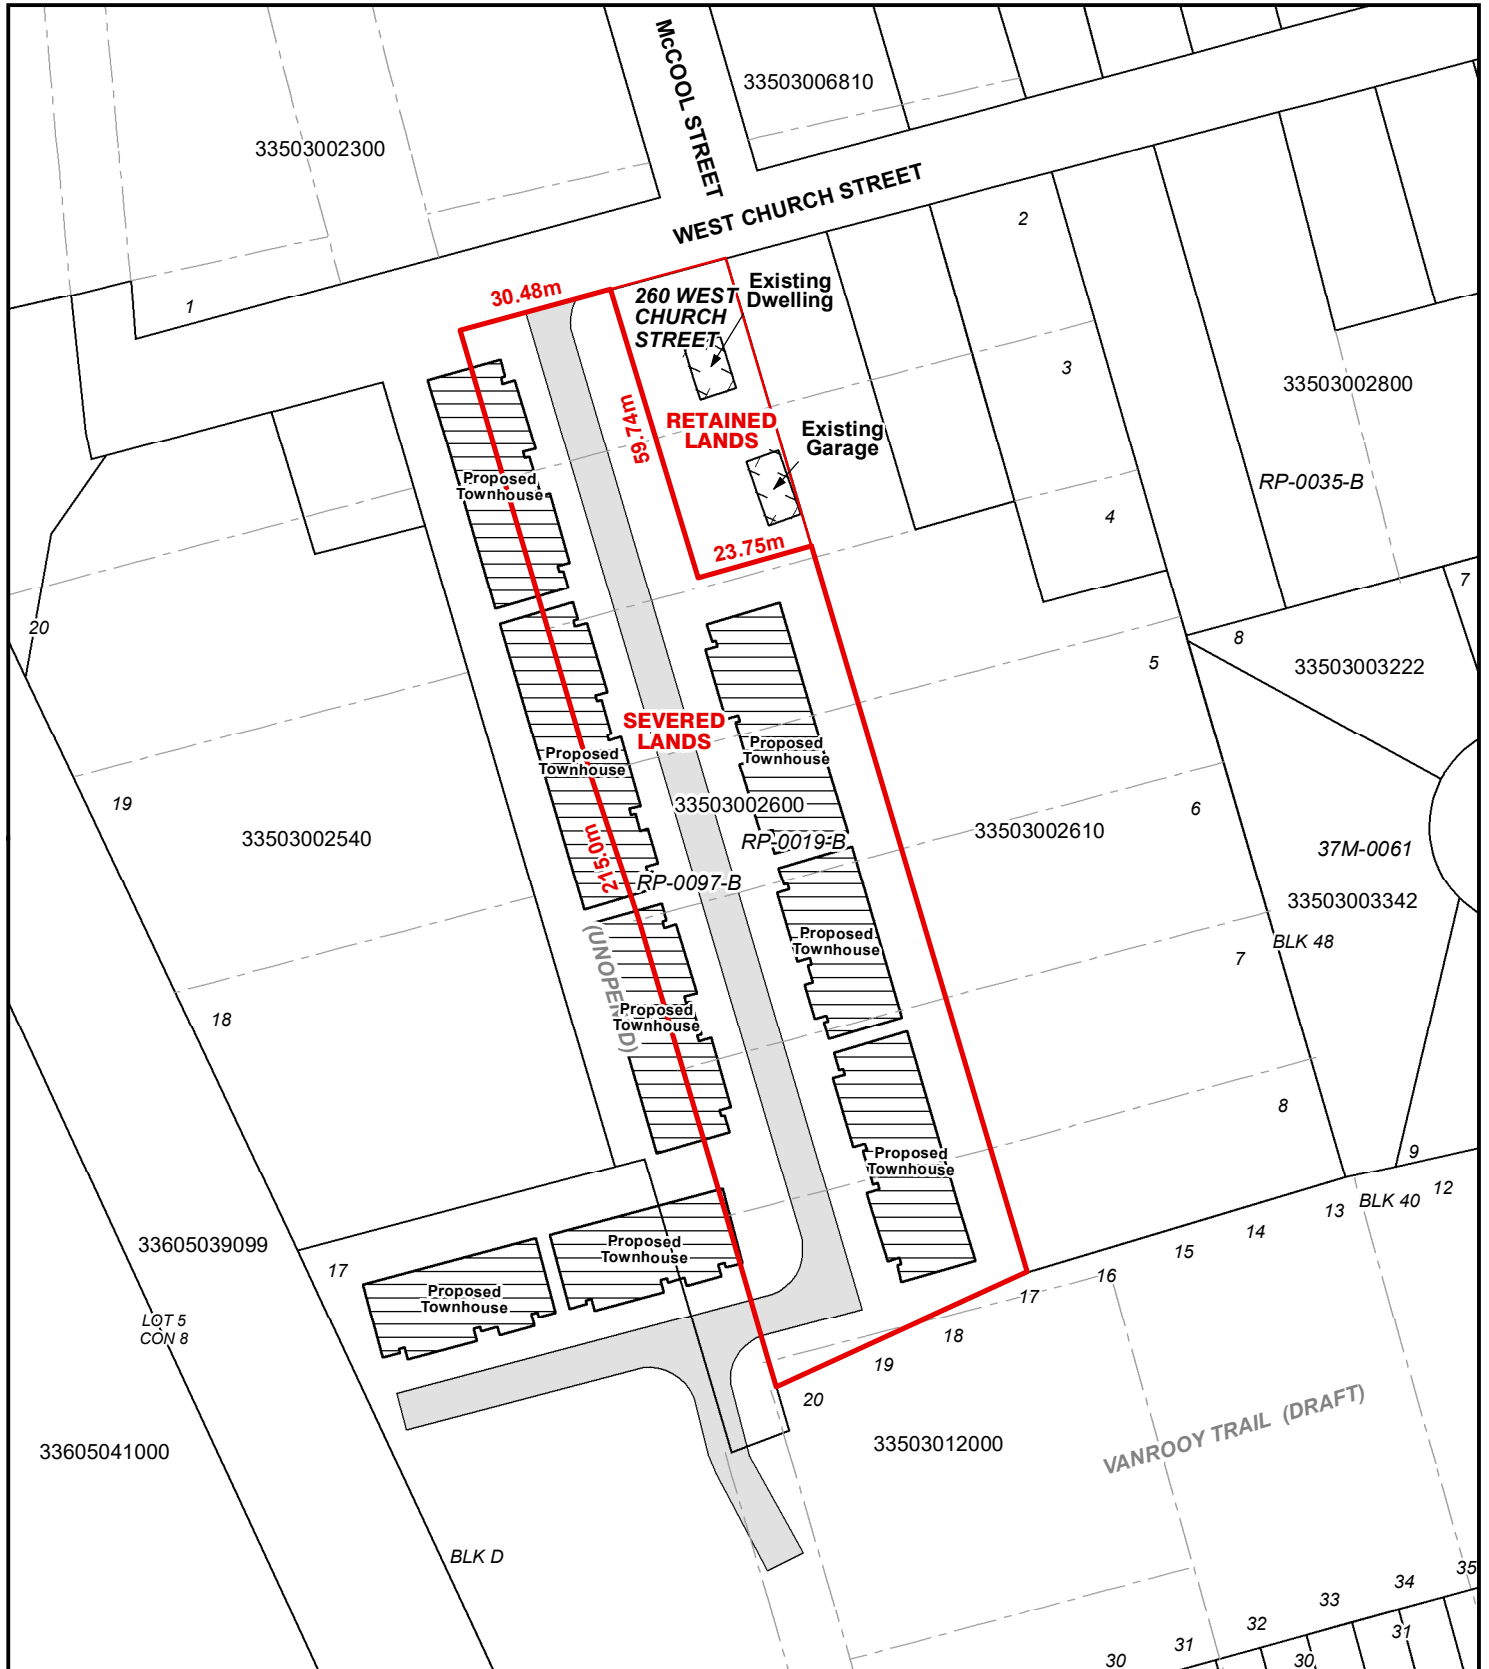 McCOOL STREET
33503006810
33503002300
WEST CHURCH STREET
2
1
30.48m
260 WEST
CHURCH
STREET
Existing
Dwelling
3
33503002800
59.74m
RETAINED
LANDS
Existing
Garage
RP-0035-B
Proposed
Townhouse
4
23.75m
7
20
8
5
33503003222
SEVERED
LANDS
Proposed
Townhouse
Proposed
Townhouse
19
33503002600
6
33503002540
33503002610
RP-0019-B
37M-0061
215.0m
RP-0097-B
33503003342
(UNOPENED)
Proposed
Townhouse
BLK 48
7
18
Proposed
Townhouse
8
Proposed
Townhouse
9
12
13
BLK 40
14
15
33605039099
Proposed
Townhouse
17
16
Proposed
Townhouse
17
LOT 5
CON 8
18
19
20
33503012000
VANROOY TRAIL (DRAFT)
33605041000
BLK D
35
34
33
32
31
31
30
30